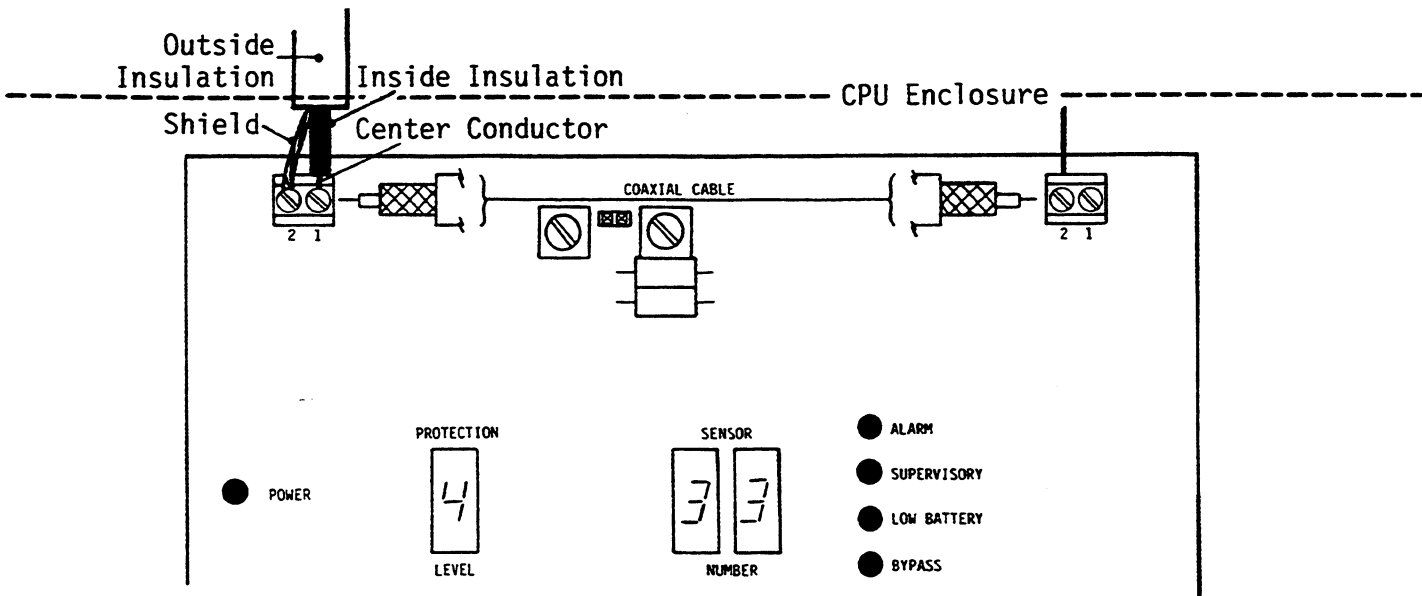 Outside
Insulation
Inside Insulation
CPU Enclosure
Shield
Center Conductor
COAXIAL CABLE
2 1
2 1
PROTECTION
4
LEVEL
SENSOR
3 3
NUMBER
POWER
ALARM
SUPERVISORY
LOW BATTERY
BYPASS